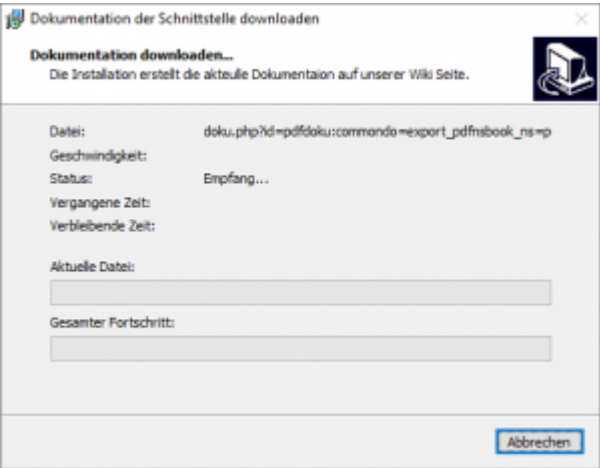 Dokumentation der Schnittstelle downloaden
Dokumentation downloaden...
Die Installation erstellt die akteulle Dokumentaion auf unserer Wiki Seite.
Datei: doku.php?id=pdfdoku:commondo=export_pdfnsbook_ns=p
Geschwindigkeit:
Status: Empfang...
Vergangene Zeit:
Verbleibende Zeit:
Aktuelle Datei:
Gesamter Fortschritt:
Abbrechen